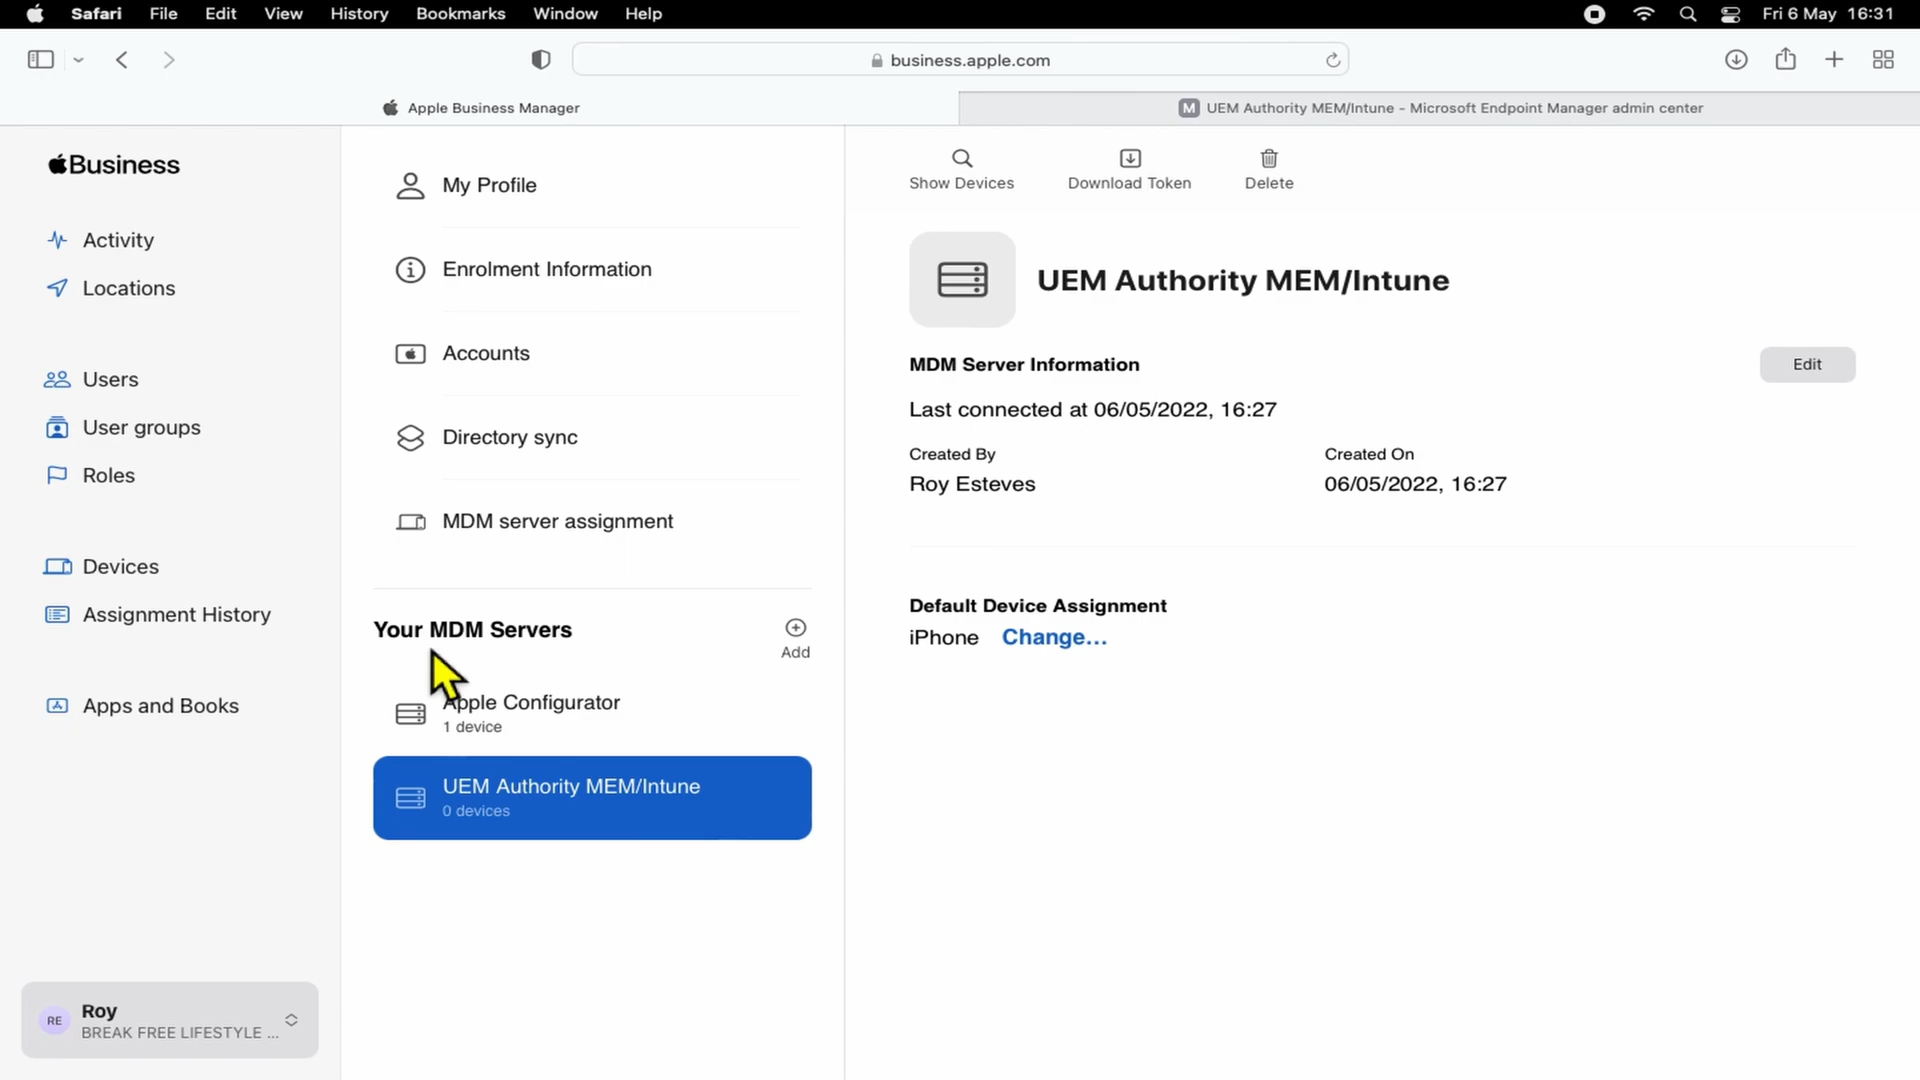 Safari File Edit View History Bookmarks Window Help Fri 6 May 16:31
business.apple.com
Apple Business Manager
M UEM Authority MEM/Intune - Microsoft Endpoint Manager admin center
Business
Activity
Locations
Users
User groups
Roles
Devices
Assignment History
Apps and Books
RE
Roy
BREAK FREE LIFESTYLE ...
My Profile
Enrolment Information
Accounts
Directory sync
MDM server assignment
Your MDM Servers
Add
Apple Configurator
1 device
UEM Authority MEM/Intune
0 devices
Show Devices Download Token Delete
UEM Authority MEM/Intune
MDM Server Information
Edit
Last connected at 06/05/2022, 16:27
Created By Created On
Roy Esteves 06/05/2022, 16:27
Default Device Assignment
iPhone Change...